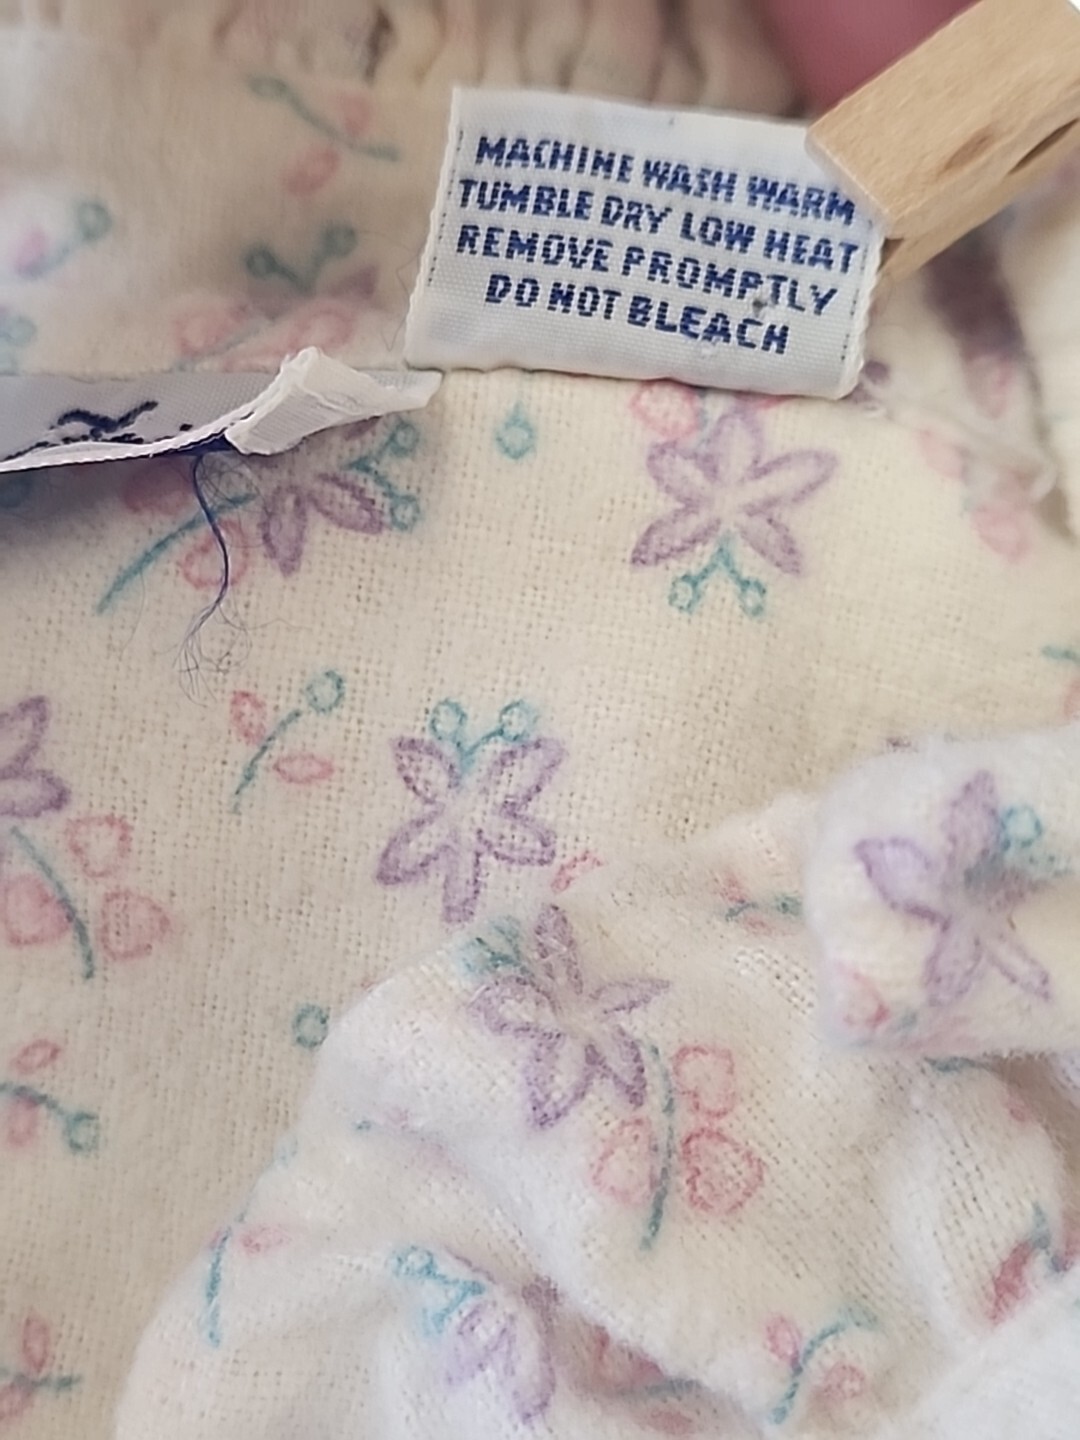 MACHINE WASH WARM
TUMBLE DRY LOW HEAT
REMOVE PROMPTLY
DO NOT BLEACH